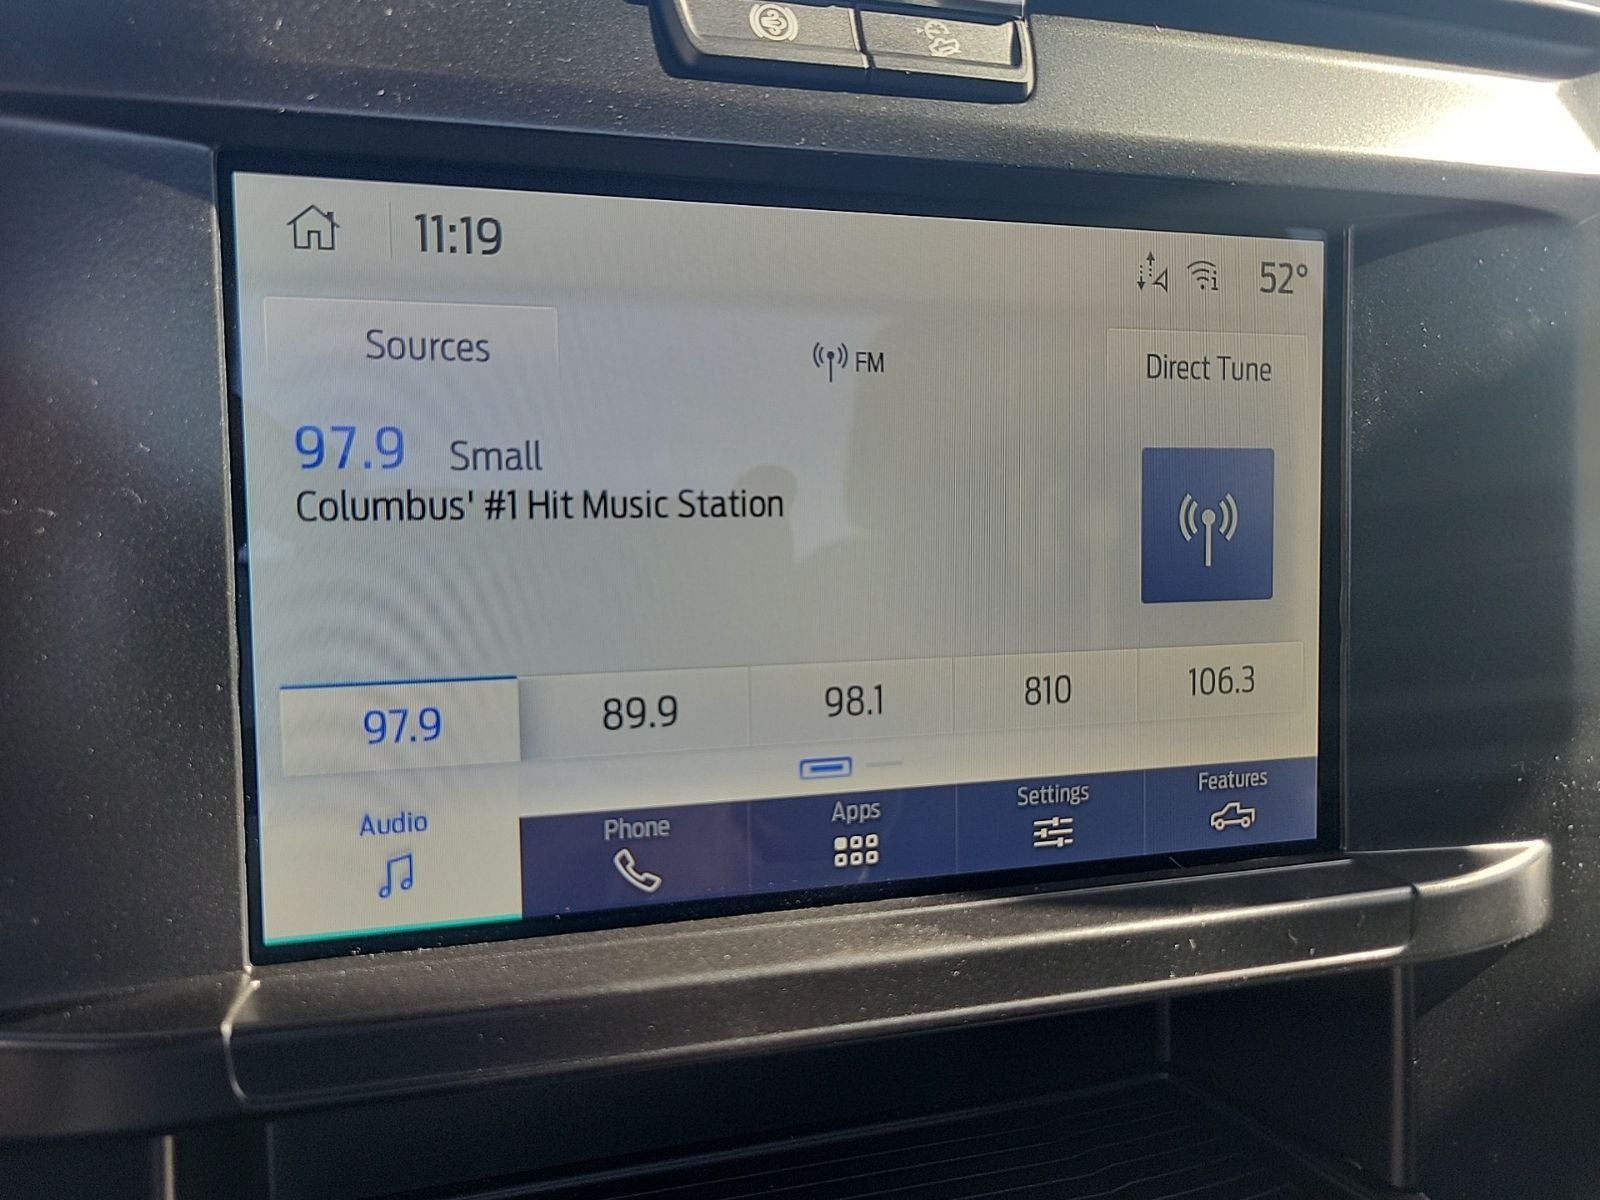 11:19
52°
Sources
FM
Direct Tune
97.9 Small
Columbus' #1 Hit Music Station
97.9 89.9 98.1 810 106.3
Audio Phone Apps Settings Features